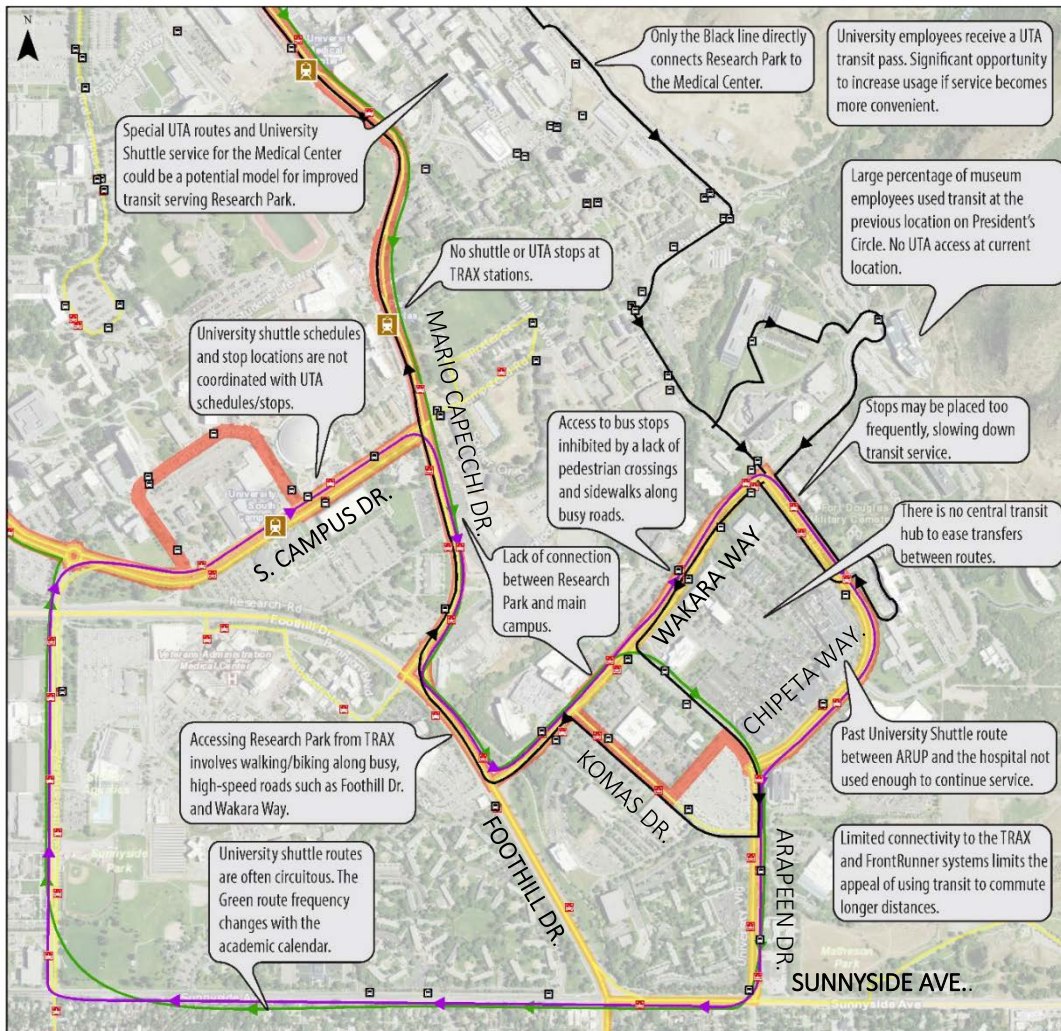 N
Only the Black line directly
connects Research Park to
the Medical Center.
University employees receive a UTA
transit pass. Significant opportunity
to increase usage if service becomes
more convenient.
University
Medical
Special UTA routes and University
Shuttle service for the Medical Center
could be a potential model for improved
transit serving Research Park.
Large percentage of museum
employees used transit at the
previous location on President's
Circle. No UTA access at current
location.
No shuttle or UTA stops at
TRAX stations.
MARIO CAPECCHI DR.
University shuttle schedules
and stop locations are not
coordinated with UTA
schedules/stops.
Stops may be placed too
frequently, slowing down
transit service.
Access to bus stops
inhibited by a lack of
pedestrian crossings
and sidewalks along
busy roads.
University
South
S. CAMPUS DR.
Fort Douglas
Military Cemetery
There is no central transit
hub to ease transfers
between routes.
Lack of connection
between Research
Park and main
campus.
WAKARA WAY
CHIPETA WAY.
Research Rd
Foothill Dr
Veterans Administration
Medical Center
H
Accessing Research Park from TRAX
involves walking/biking along busy,
high-speed roads such as Foothill Dr.
and Wakara Way.
Past University Shuttle route
between ARUP and the hospital not
used enough to continue service.
KOMAS DR.
FOOTHILL DR.
ARAPEEN DR.
Sunnyside
Park
University shuttle routes
are often circuitous. The
Green route frequency
changes with the
academic calendar.
Limited connectivity to the TRAX
and FrontRunner systems limits the
appeal of using transit to commute
longer distances.
Matheson
Park
SUNNYSIDE AVE..
Sunnyside Ave
Sunnyside Ave